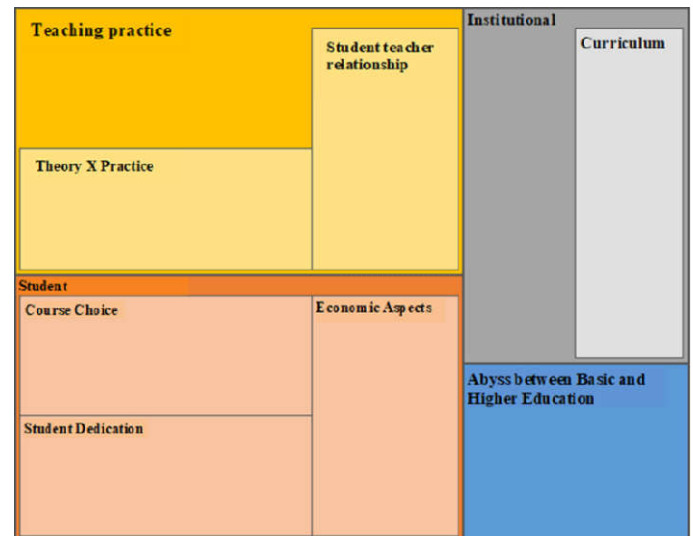 Teaching practice
Student teacher
relationship
Theory X Practice
Institutional
Curriculum
Student
Course Choice
Economic Aspects
Student Dedication
Abyss between Basic and
Higher Education